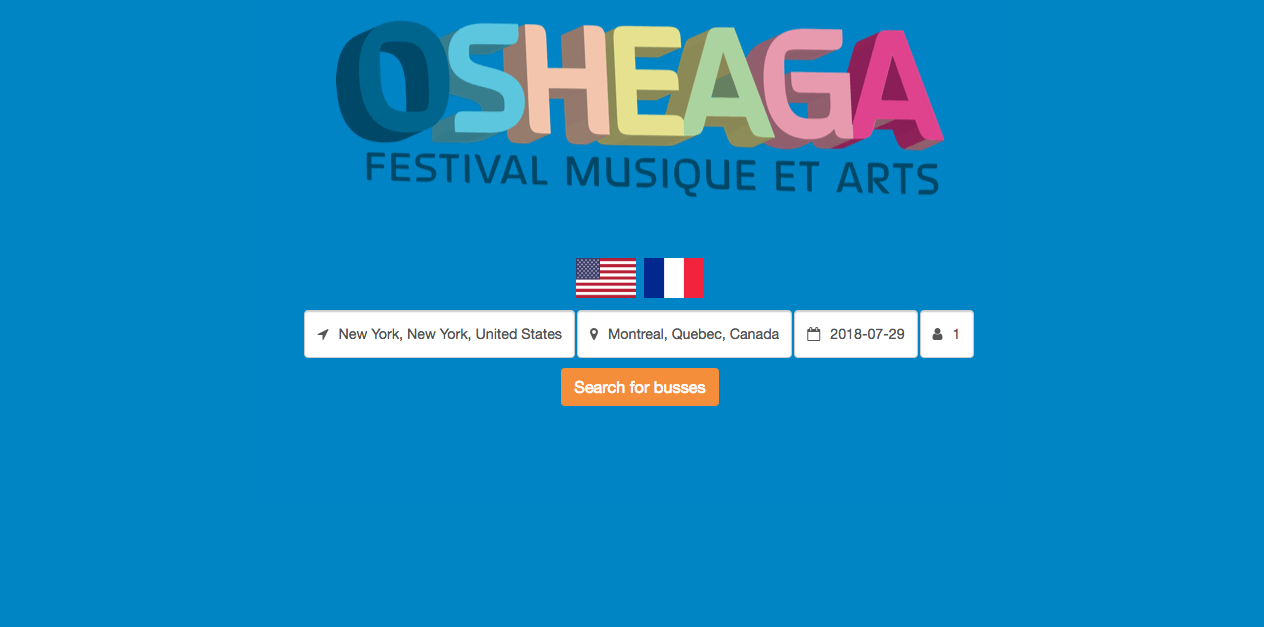 OSHEAGA
FESTIVAL MUSIQUE ET ARTS
New York, New York, United States Montreal, Quebec, Canada 2018-07-29 1
Search for busses